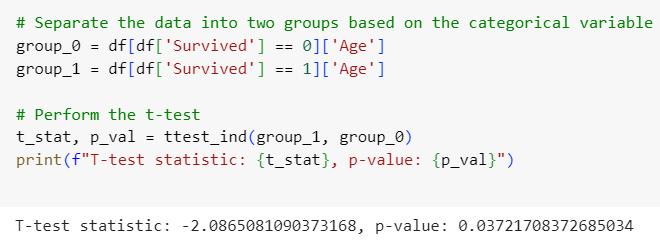 # Separate the data into two groups based on the categorical variable
group_0 = df[df['Survived'] == 0]['Age']
group_1 = df[df['Survived'] == 1]['Age']
# Perform the t-test
t_stat, p_val = ttest_ind(group_1, group_0)
print(f"T-test statistic: {t_stat}, p-value: {p_val}")
T-test statistic: -2.0865081090373168, p-value: 0.03721708372685034